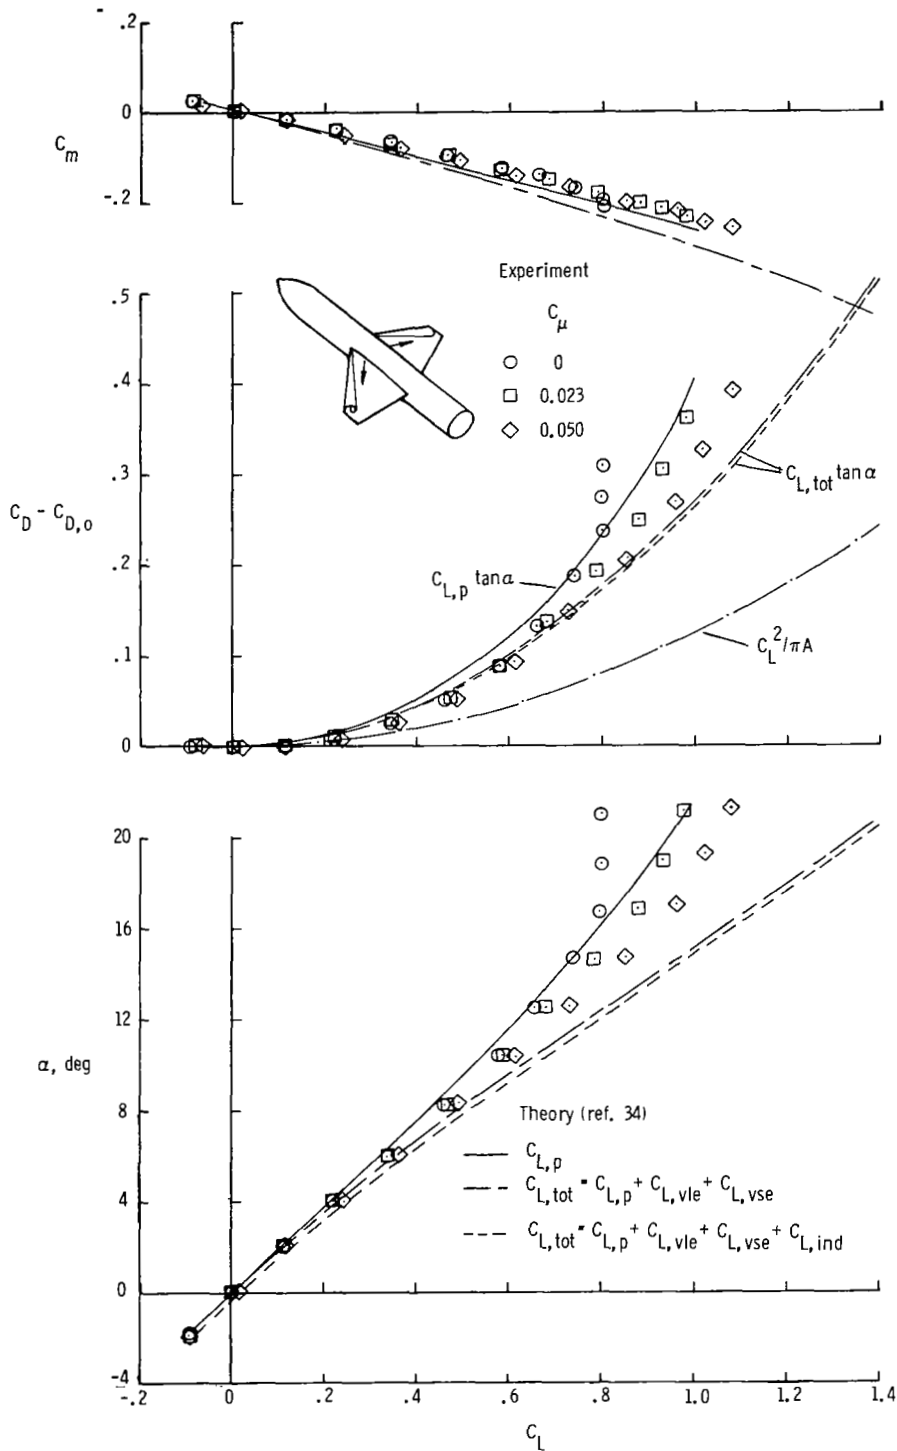 .2
0
-.2
C_m
Experiment
C_μ
0
0.023
0.050
.5
.4
.3
.2
.1
0
C_D - C_D,o
C_L,p tan α
C_L,tot tan α
C_L^2/πA
20
16
12
8
4
0
-4
α, deg
Theory (ref. 34)
C_L,p
C_L,tot = C_L,p + C_L,vle + C_L,vse
C_L,tot = C_L,p + C_L,vle + C_L,vse + C_L,ind
-.2 0 .2 .4 .6 .8 1.0 1.2 1.4
C_L